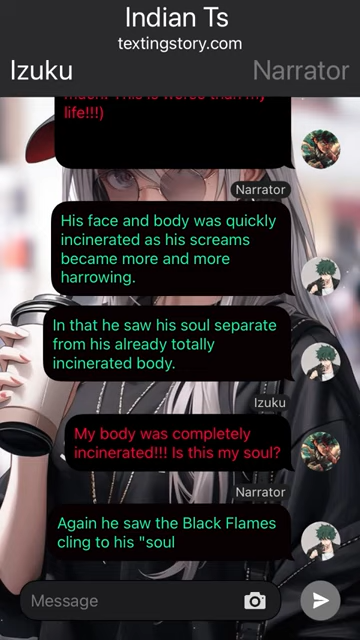 Indian Ts
textingstory.com
Izuku
Narrator
much! This is worse than my
life!!!)
Narrator
His face and body was quickly
incinerated as his screams
became more and more
harrowing.
In that he saw his soul separate
from his already totally
incinerated body.
Izuku
My body was completely
incinerated!!! Is this my soul?
Narrator
Again he saw the Black Flames
cling to his "soul
Message